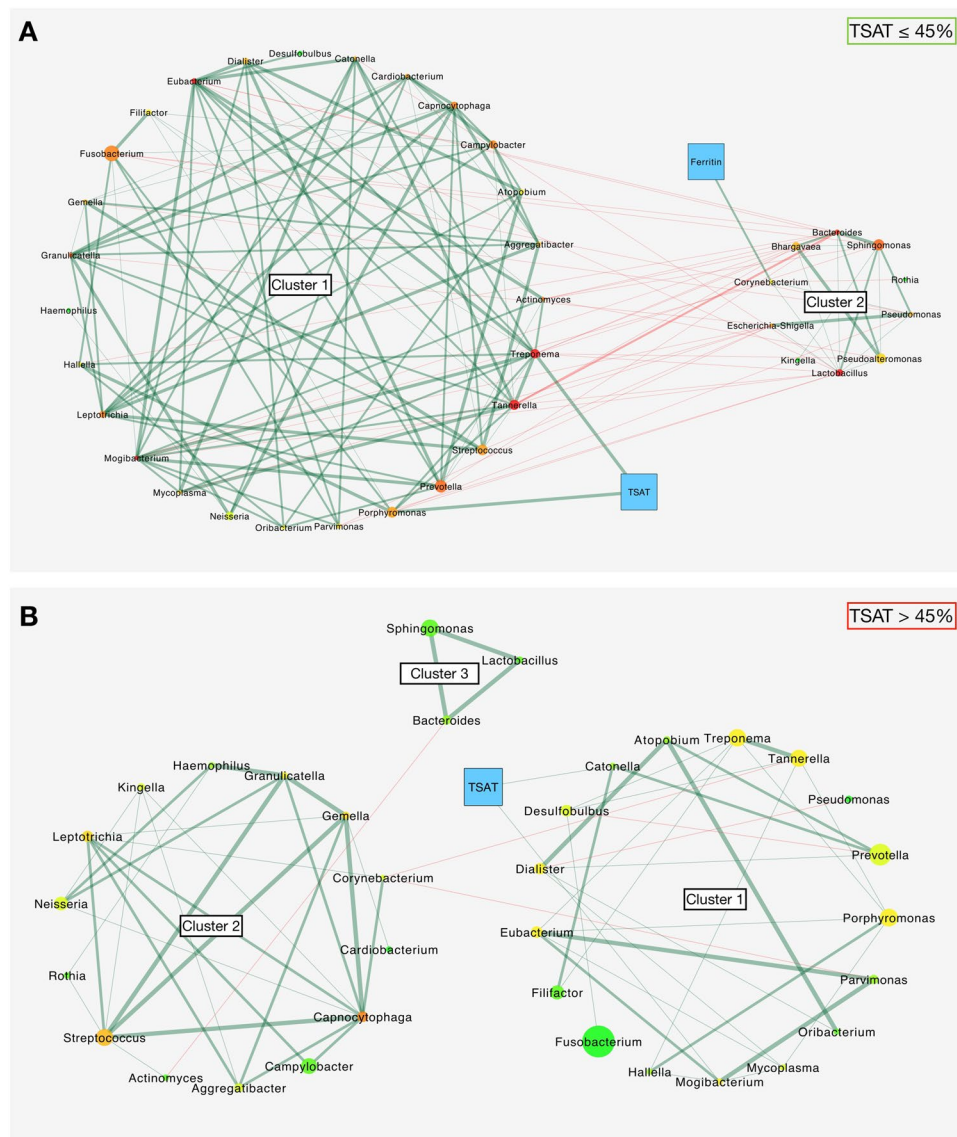 A
TSAT ≤ 45%
Desulfobulbus
Catonella
Dialister
Cardiobacterium
Eubacterium
Capnocytophaga
Filifactor
Campylobacter
Fusobacterium
Ferritin
Atopobium
Gemella
Bacteroides
Aggregatibacter
Bhargavaea
Sphingomonas
Granulicatella
Corynebacterium
Rothia
Cluster 1
Actinomyces
Cluster 2
Haemophilus
Pseudomonas
Escherichia-Shigella
Treponema
Kingella
Pseudoalteromonas
Hallella
Lactobacillus
Tannerella
Leptotrichia
Streptococcus
Mogibacterium
Prevotella
Mycoplasma
TSAT
Porphyromonas
Neisseria
Oribacterium
Parvimonas
B
TSAT > 45%
Sphingomonas
Lactobacillus
Cluster 3
Bacteroides
Treponema
Atopobium
Tannerella
Haemophilus
Catonella
Granulicatella
Kingella
TSAT
Pseudomonas
Desulfobulbus
Gemella
Leptotrichia
Prevotella
Dialister
Corynebacterium
Cluster 1
Neisseria
Porphyromonas
Cluster 2
Eubacterium
Cardiobacterium
Rothia
Parvimonas
Filifactor
Capnocytophaga
Oribacterium
Streptococcus
Fusobacterium
Campylobacter
Mycoplasma
Hallella
Actinomyces
Mogibacterium
Aggregatibacter